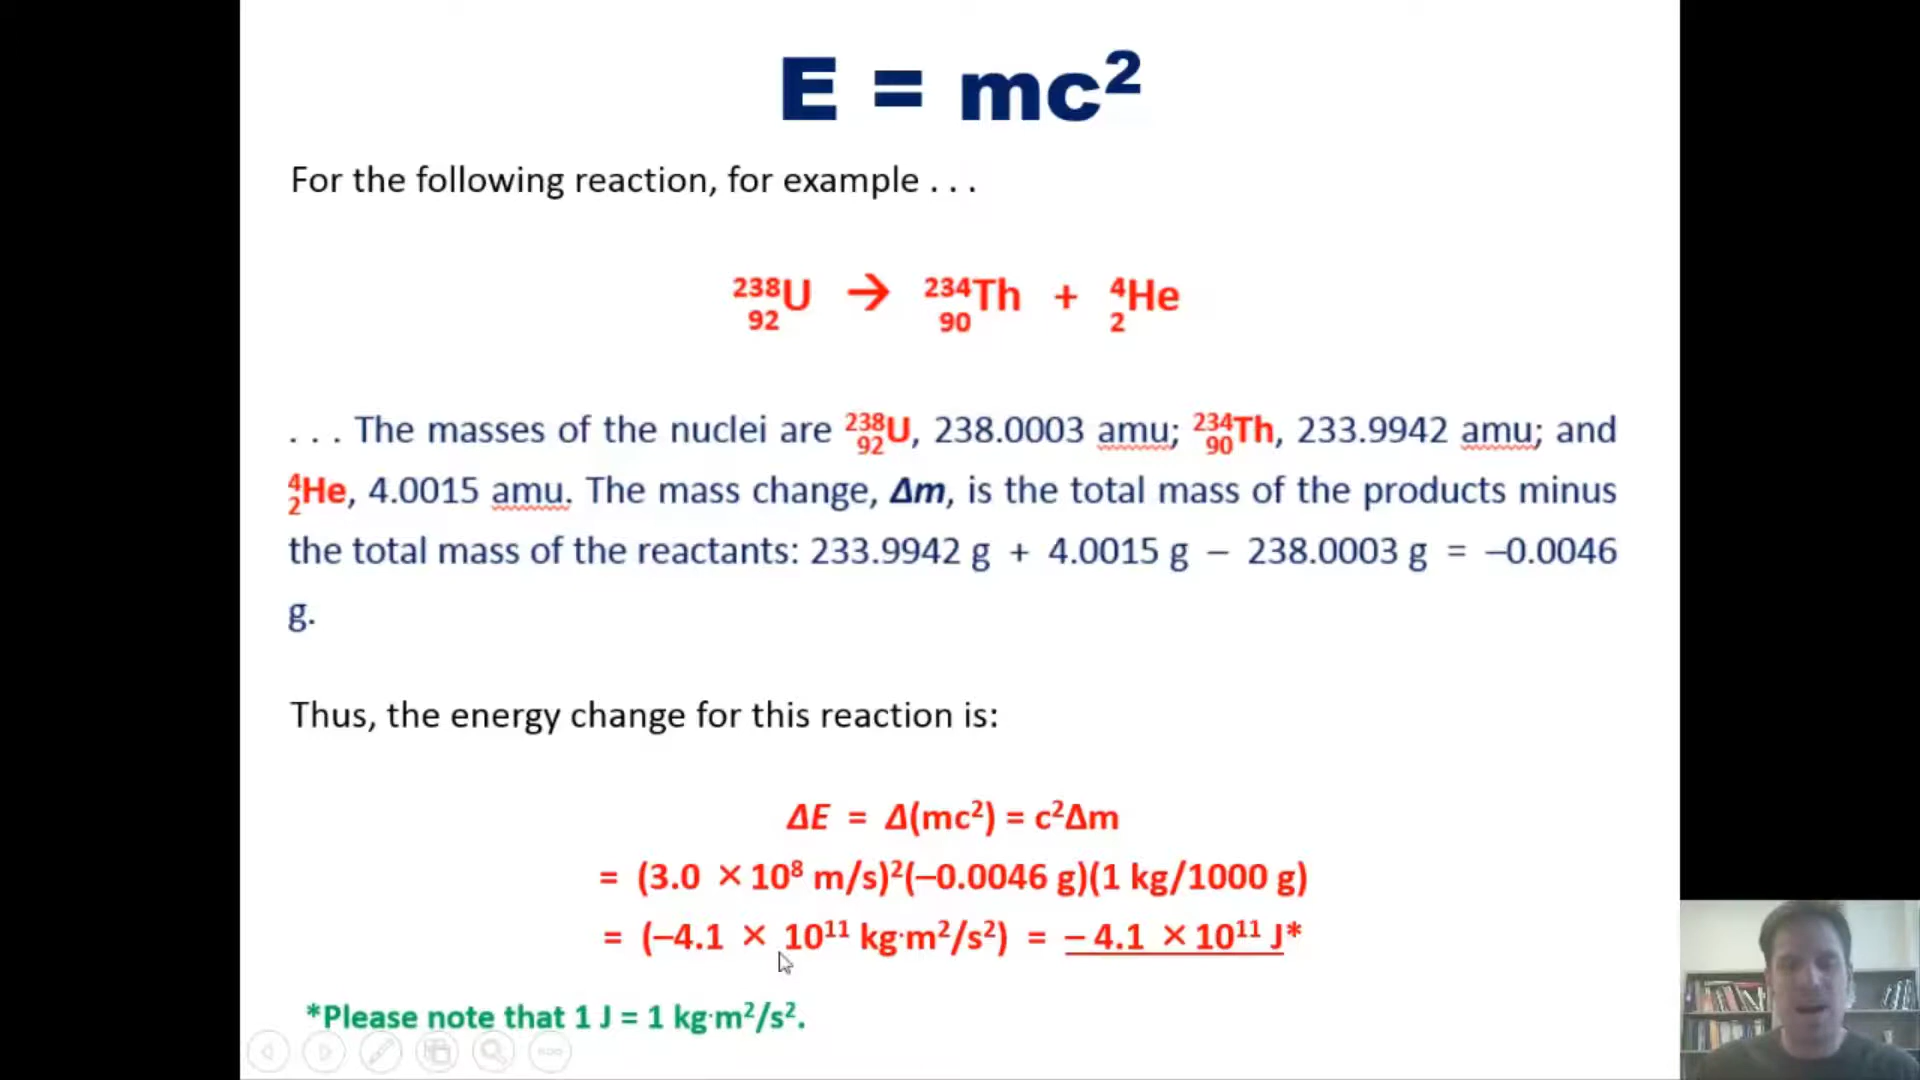 E = mc²
For the following reaction, for example . . .
²³⁸₉₂U → ²³⁴₉₀Th + ⁴₂He
. . . The masses of the nuclei are ²³⁸₉₂U, 238.0003 amu; ²³⁴₉₀Th, 233.9942 amu; and
⁴₂He, 4.0015 amu. The mass change, Δm, is the total mass of the products minus
the total mass of the reactants: 233.9942 g + 4.0015 g – 238.0003 g = –0.0046
g.
Thus, the energy change for this reaction is:
ΔE = Δ(mc²) = c²Δm
= (3.0 × 10⁸ m/s)²(–0.0046 g)(1 kg/1000 g)
= (–4.1 × 10¹¹ kg·m²/s²) = – 4.1 × 10¹¹ J*
*Please note that 1 J = 1 kg·m²/s².